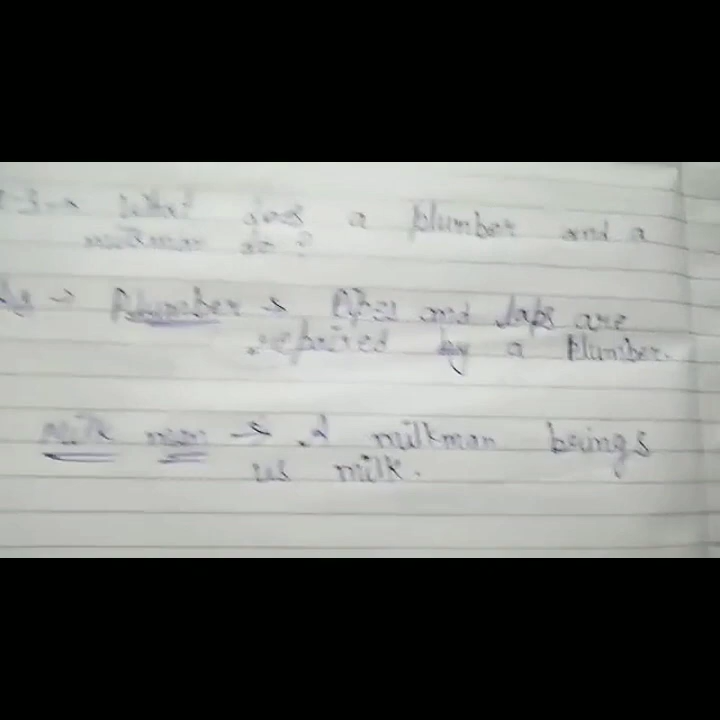 What does a plumber and a
milkman do ?
Plumber → Pipes and taps are
repaired by a plumber.
Milk man → A milkman brings
us milk.